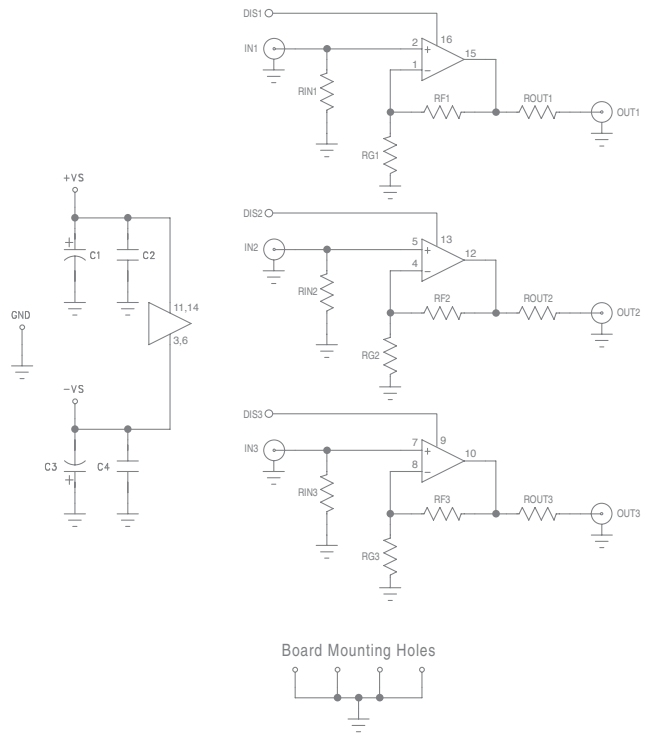 DIS1
16
IN1
2
+
15
1
−
RIN1
RF1
ROUT1
OUT1
RG1
+VS
+
C1
C2
11,14
3,6
GND
−VS
C3
+
C4
DIS2
13
IN2
5
+
12
4
−
RIN2
RF2
ROUT2
OUT2
RG2
DIS3
9
IN3
7
+
10
8
−
RIN3
RF3
ROUT3
OUT3
RG3
Board Mounting Holes